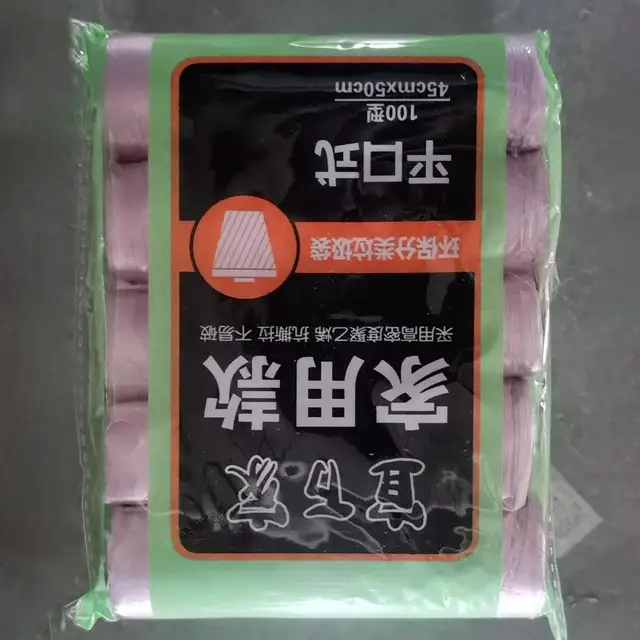 宜百家
家用款
采用高密度聚乙烯 抗撕拉 不易破
环保分类垃圾袋
平口式
100型
45cmx50cm